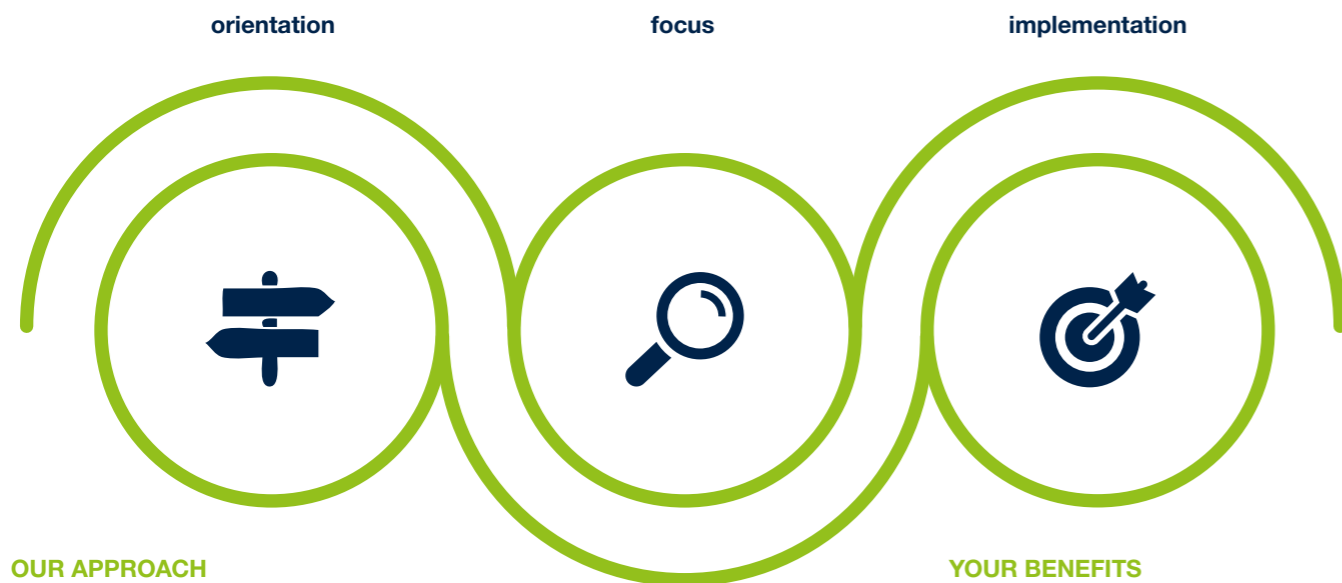 orientation
focus
implementation
OUR APPROACH
YOUR BENEFITS